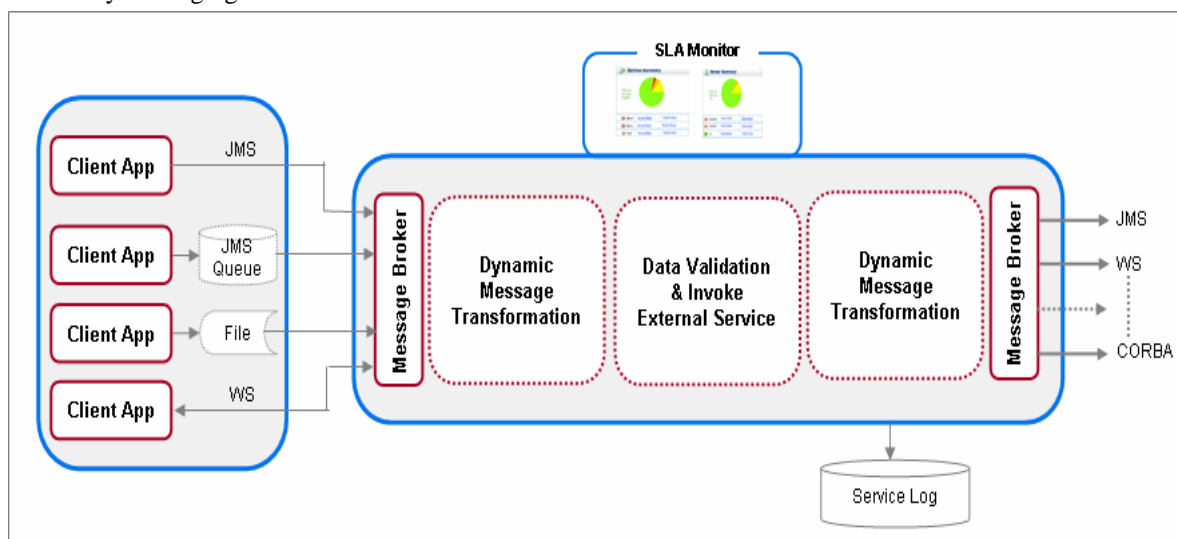 SLA Monitor
Client App
JMS
Client App
JMS
Queue
Client App
File
Client App
WS
Message Broker
Dynamic
Message
Transformation
Data Validation
& Invoke
External Service
Dynamic
Message
Transformation
Message Broker
JMS
WS
CORBA
Service Log